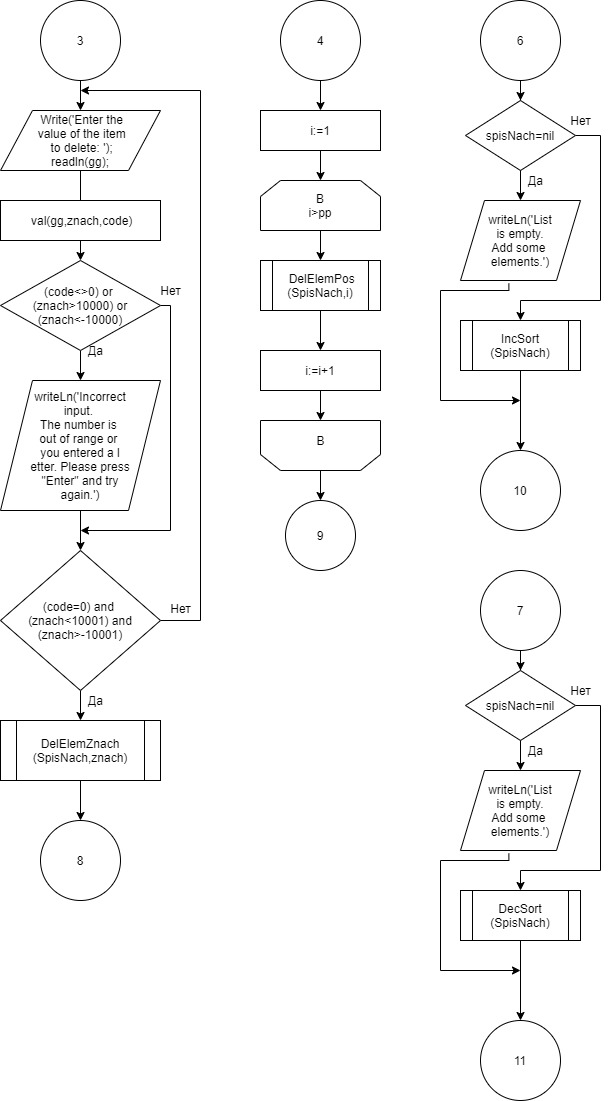 3
Write('Enter the
value of the item
to delete: ');
readln(gg);
val(gg,znach,code)
(code<>0) or
(znach>10000) or
(znach<-10000)
Нет
Да
writeLn('Incorrect
input.
The number is
out of range or
you entered a l
etter. Please press
"Enter" and try
again.')
(code=0) and
(znach<10001) and
(znach>-10001)
Нет
Да
DelElemZnach
(SpisNach,znach)
8
4
i:=1
B
i>pp
DelElemPos
(SpisNach,i)
i:=i+1
B
9
6
spisNach=nil
Нет
Да
writeLn('List
is empty.
Add some
elements.')
IncSort
(SpisNach)
10
7
spisNach=nil
Нет
Да
writeLn('List
is empty.
Add some
elements.')
DecSort
(SpisNach)
11